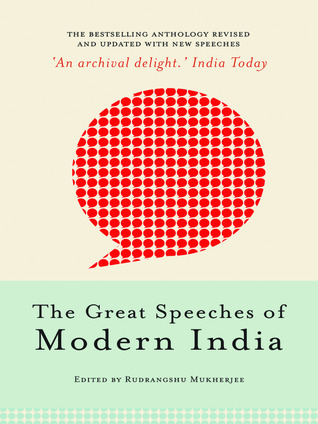 THE BESTSELLING ANTHOLOGY REVISED
AND UPDATED WITH NEW SPEECHES
'An archival delight.' India Today
The Great Speeches of
Modern India
EDITED BY RUDRANGSHU MUKHERJEE